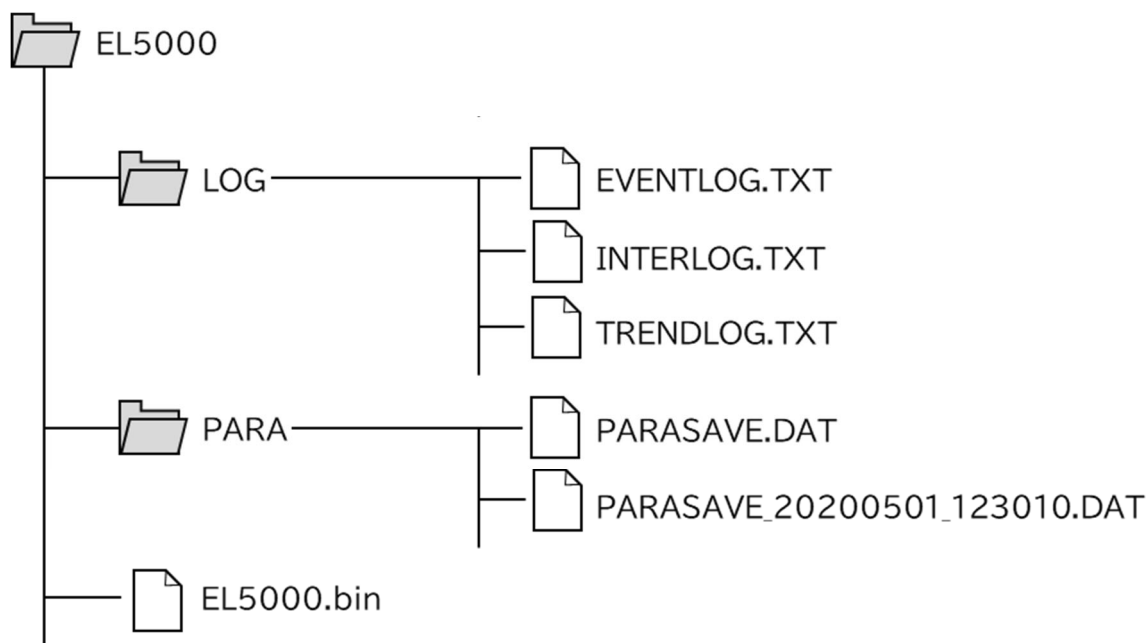 EL5000
LOG
EVENTLOG.TXT
INTERLOG.TXT
TRENDLOG.TXT
PARA
PARASAVE.DAT
PARASAVE_20200501_123010.DAT
EL5000.bin